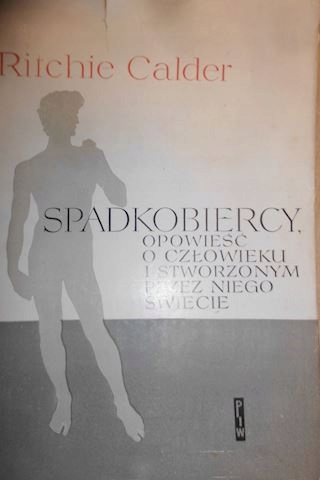 Ritchie Calder
SPADKOBIERCY,
OPOWIEŚĆ
O CZŁOWIEKU
I STWORZONYM
PRZEZ NIEGO
ŚWIECIE
PIW